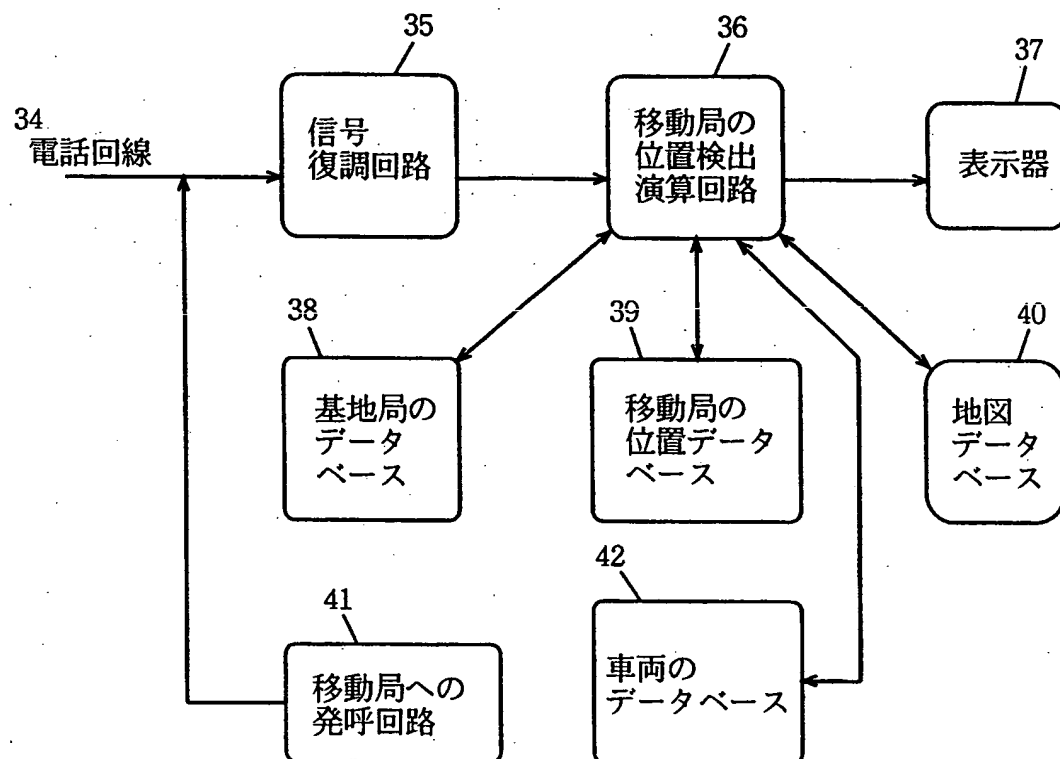 35
36
37
34
電話回線
信号
復調回路
移動局の
位置検出
演算回路
表示器
38
39
40
基地局の
データ
ベース
移動局の
位置データ
ベース
地図
データ
ベース
41
42
移動局への
発呼回路
車両の
データベース